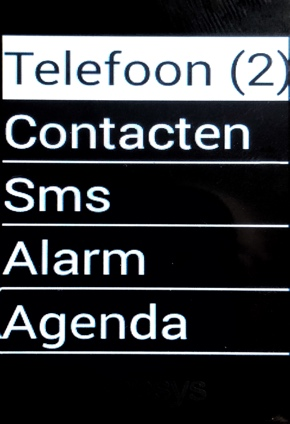 Telefoon (2)
Contacten
Sms
Alarm
Agenda